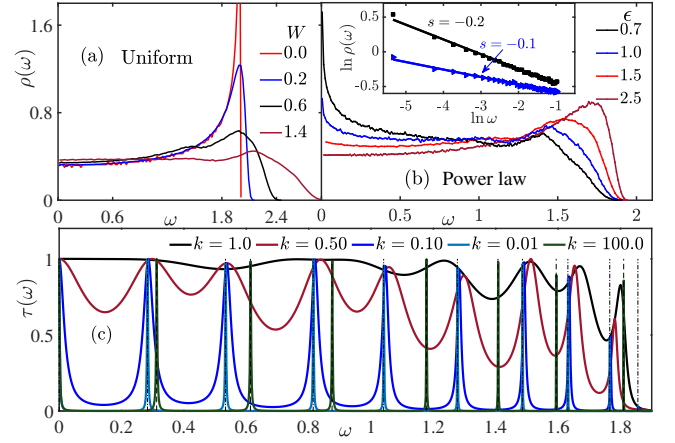 (a) Uniform
W
0.0
0.2
0.6
1.4
ρ(ω)
1.8
1.2
0.6
0
0 0.6 1.2 1.8 2.4
ω
ln ρ(ω)
0.5
0
-0.5
s = −0.2
s = −0.1
-5 -4 -3 -2 -1
ln ω
ϵ
0.7
1.0
1.5
2.5
(b) Power law
0 0.5 1 1.5 2
ω
k = 1.0 k = 0.50 k = 0.10 k = 0.01 k = 100.0
τ(ω)
1
0.5
0
(c)
0 0.2 0.4 0.6 0.8 1 1.2 1.4 1.6 1.8
ω